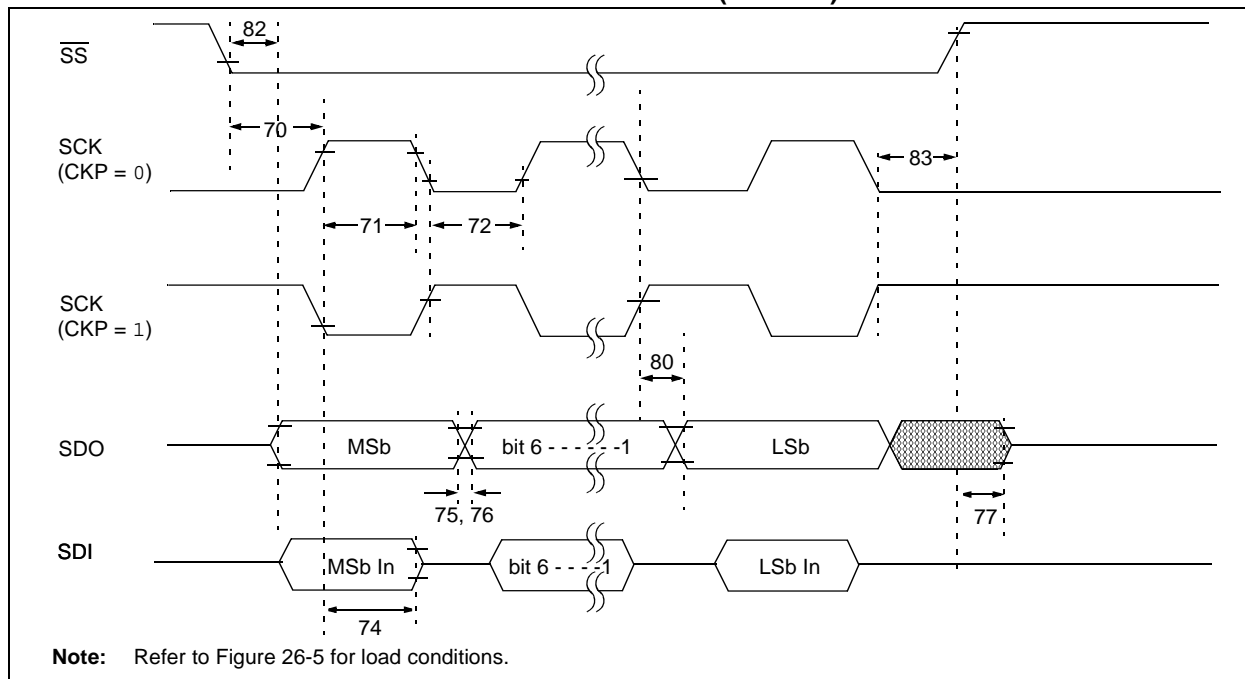 82
SS
70
SCK
(CKP = 0)
83
71
72
SCK
(CKP = 1)
80
SDO
MSb
bit 6 - - - - - -1
LSb
75, 76
77
SDI
MSb In
bit 6 - - - -1
LSb In
74
Note: Refer to Figure 26-5 for load conditions.